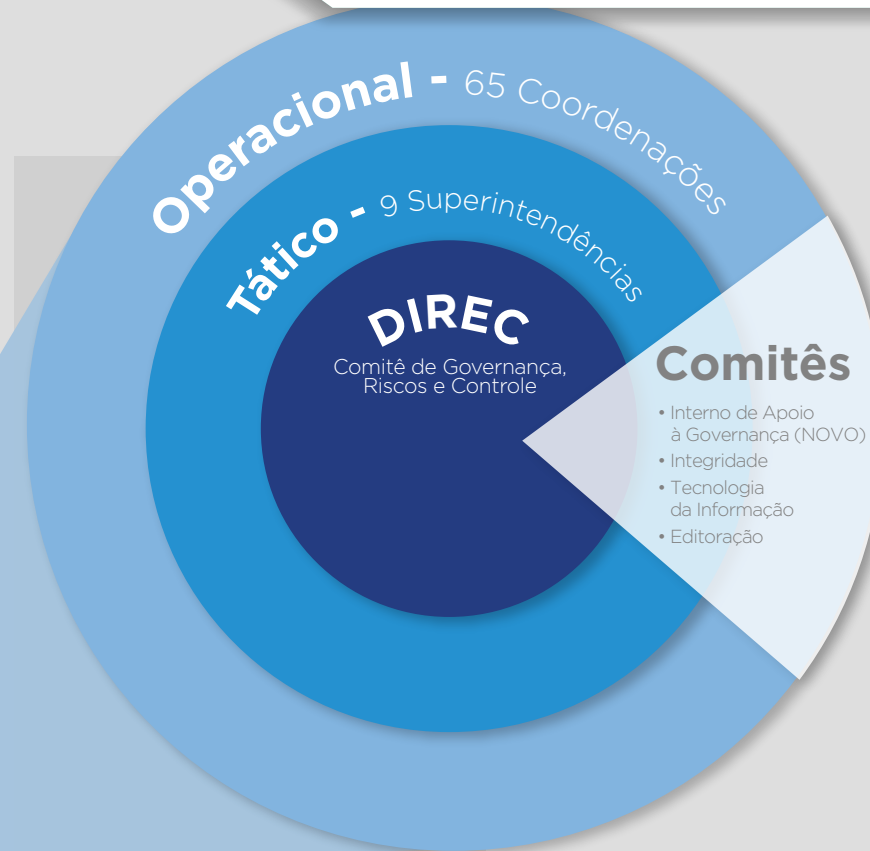 Operacional - 65 Coordenações
Tático - 9 Superintendências
DIREC
Comitê de Governança,
Riscos e Controle
Comitês
• Interno de Apoio
à Governança (NOVO)
• Integridade
• Tecnologia
da Informação
• Editoração